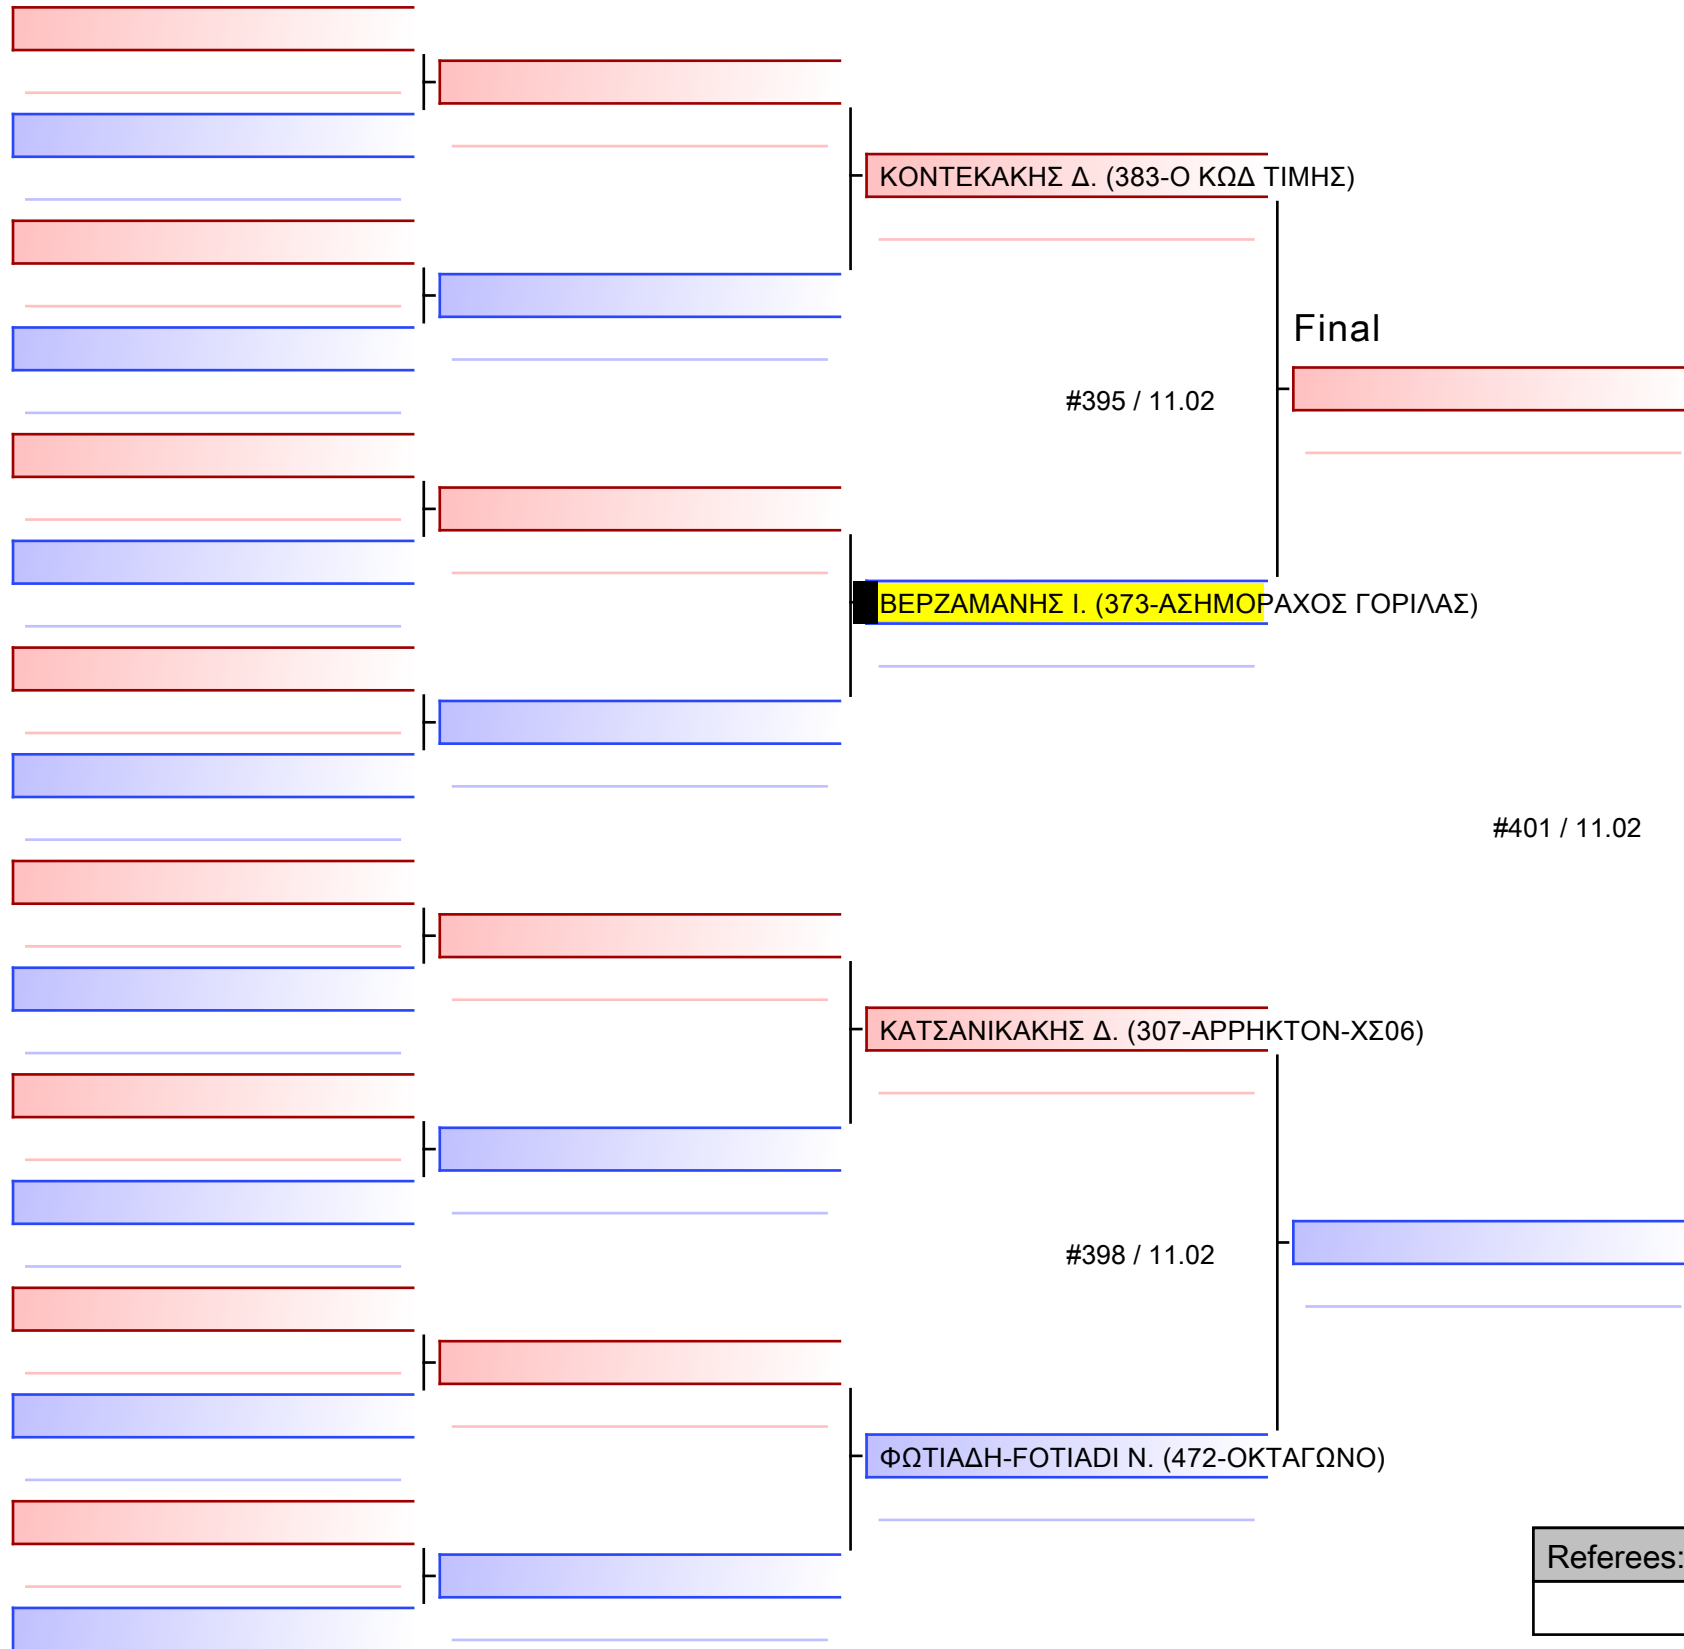 ΚΟΝΤΕΚΑΚΗΣ Δ. (383-Ο ΚΩΔ ΤΙΜΗΣ)
Final
#395 / 11.02
ΒΕΡΖΑΜΑΝΗΣ Ι. (373-ΑΣΗΜΟΡΑΧΟΣ ΓΟΡΙΛΑΣ)
#401 / 11.02
ΚΑΤΣΑΝΙΚΑΚΗΣ Δ. (307-ΑΡΡΗΚΤΟΝ-ΧΣ06)
#398 / 11.02
ΦΩΤΙΑΔΗ-FOTIADI Ν. (472-ΟΚΤΑΓΩΝΟ)
Referees: